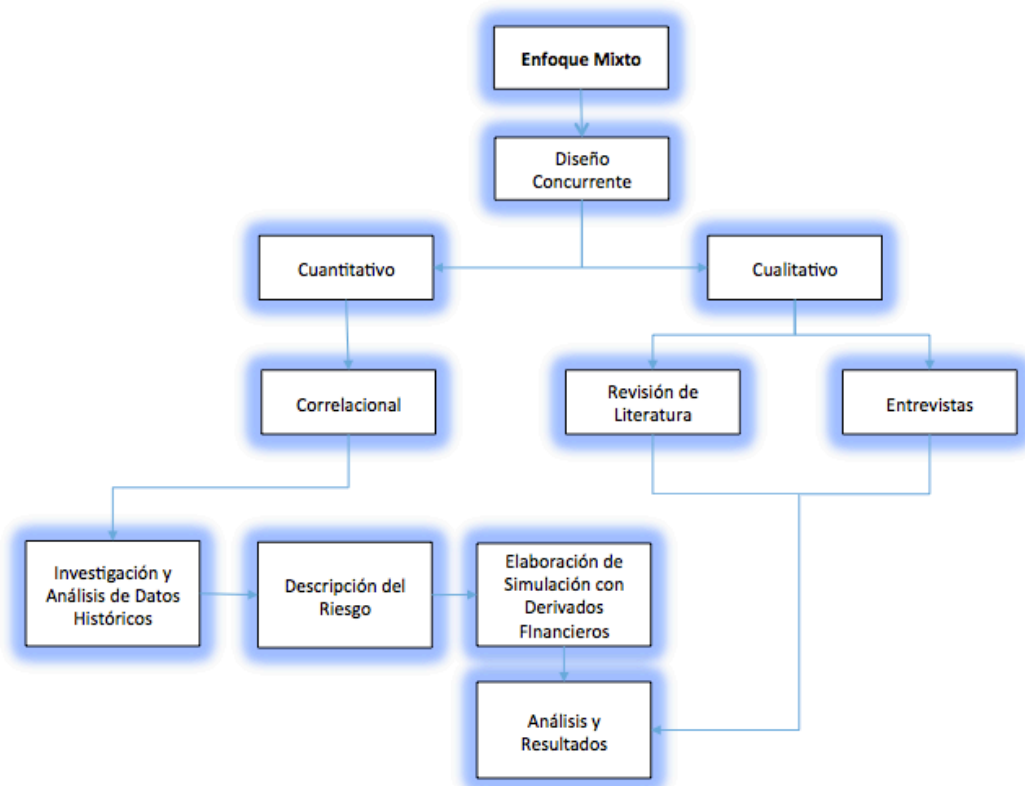 Enfoque Mixto
Diseño
Concurrente
Cuantitativo
Cualitativo
Correlacional
Revisión de
Literatura
Entrevistas
Investigación y
Análisis de Datos
Históricos
Descripción del
Riesgo
Elaboración de
Simulación con
Derivados
FInancieros
Análisis y
Resultados